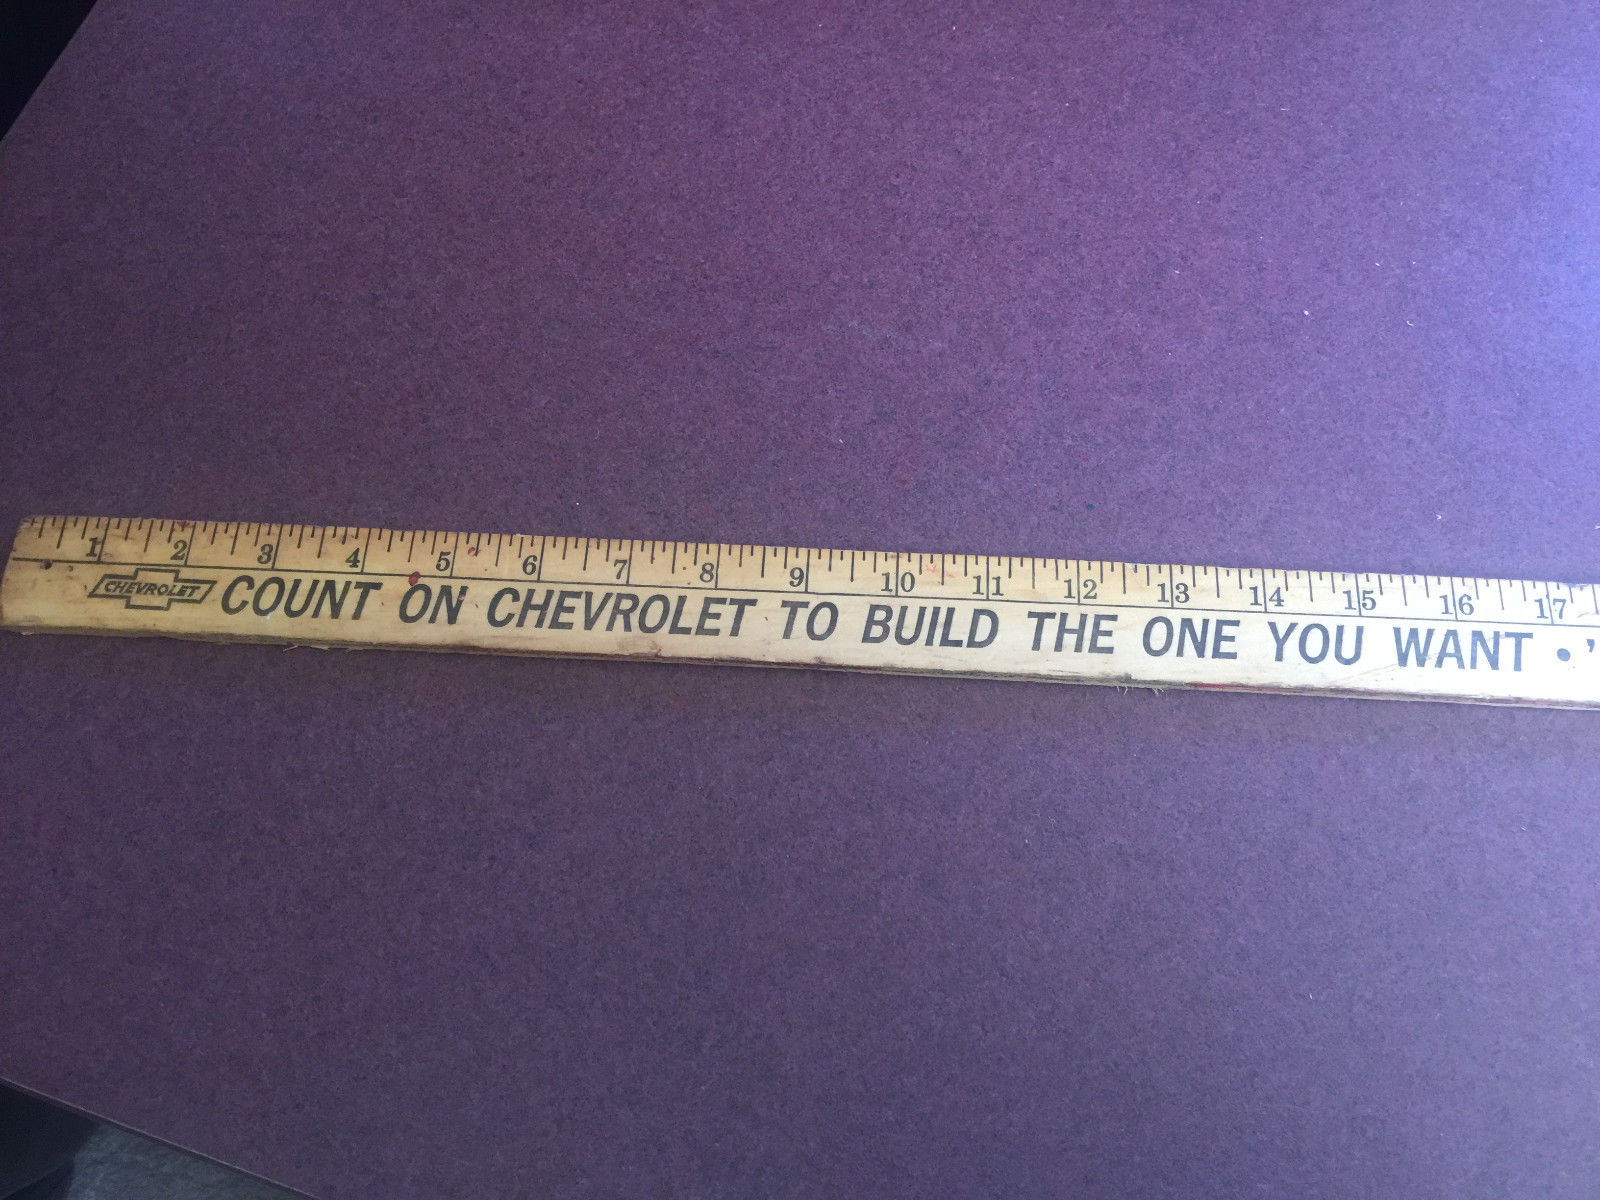 1 2 3 4 5 6 7 8 9 10 11 12 13 14 15 16 17
CHEVROLET COUNT ON CHEVROLET TO BUILD THE ONE YOU WANT • '